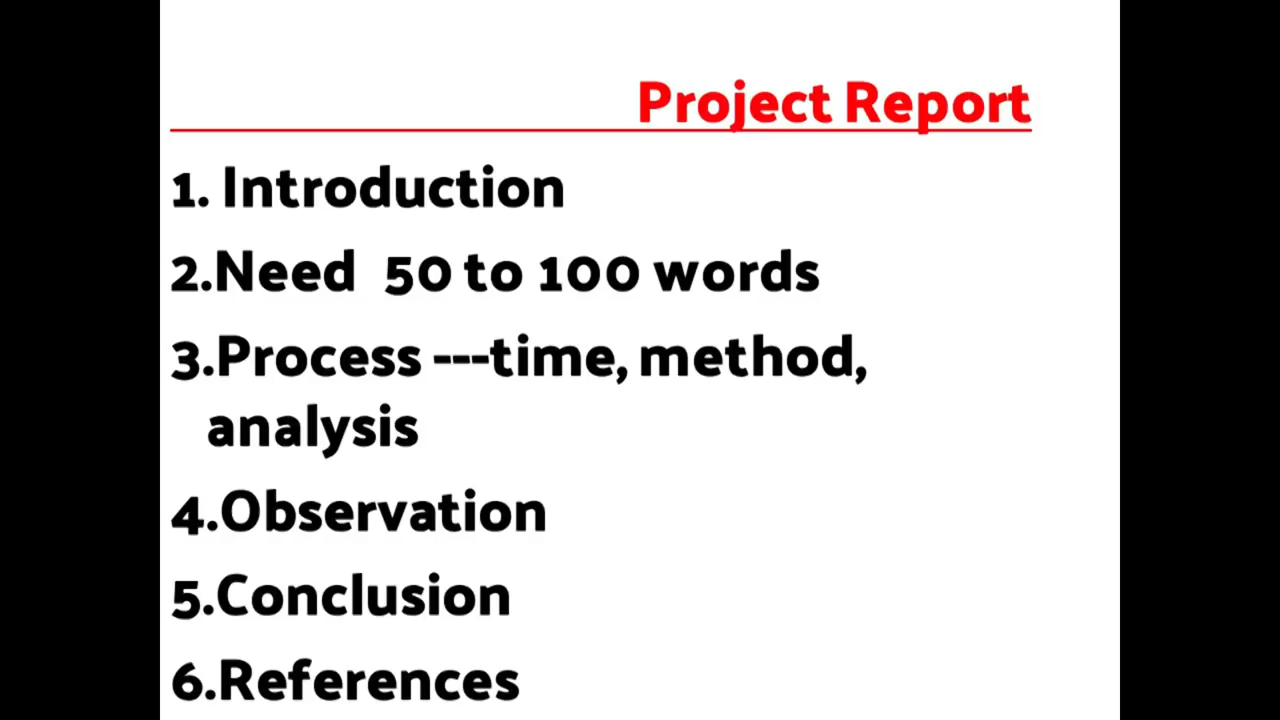 Project Report
1. Introduction
2.Need  50 to 100 words
3.Process ---time, method,
analysis
4.Observation
5.Conclusion
6.References